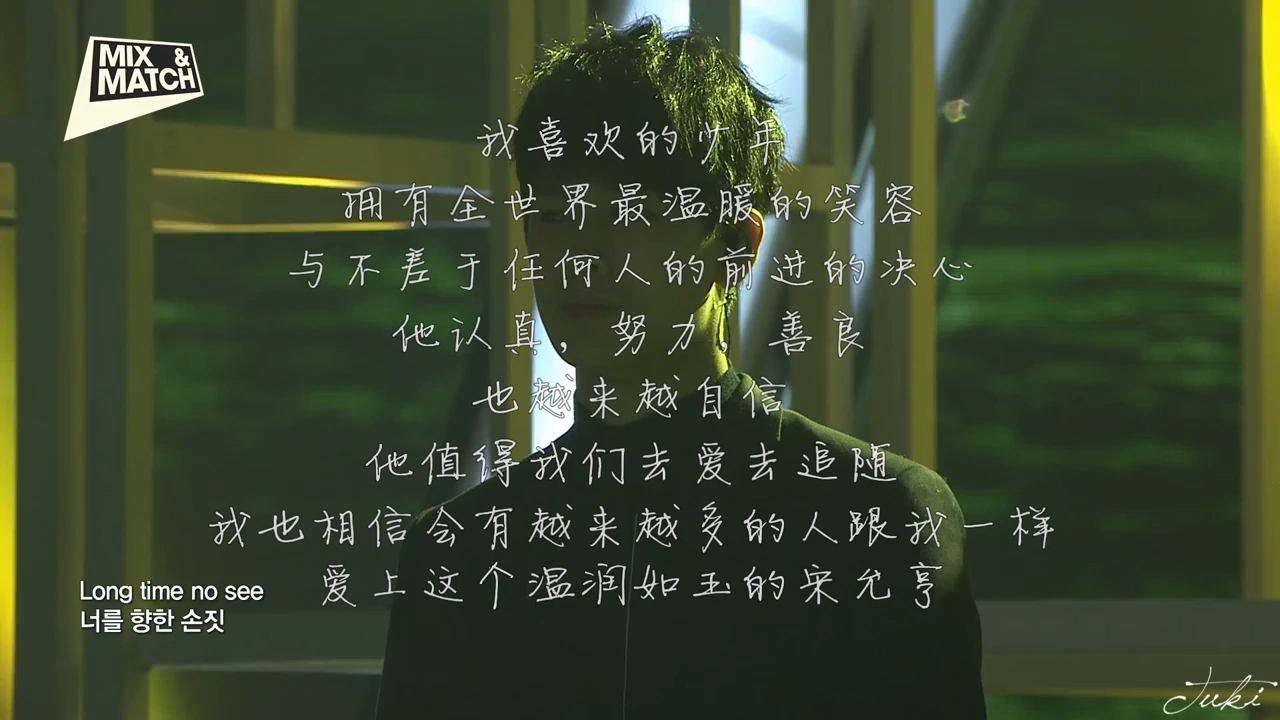 MIX &
MATCH
我喜欢的少年
拥有全世界最温暖的笑容
与不差于任何人的前进的决心
他认真，努力，善良
也越来越自信
他值得我们去爱去追随
我也相信会有越来越多的人跟我一样
爱上这个温润如玉的宋允亨
Long time no see
너를 향한 손짓
Juki